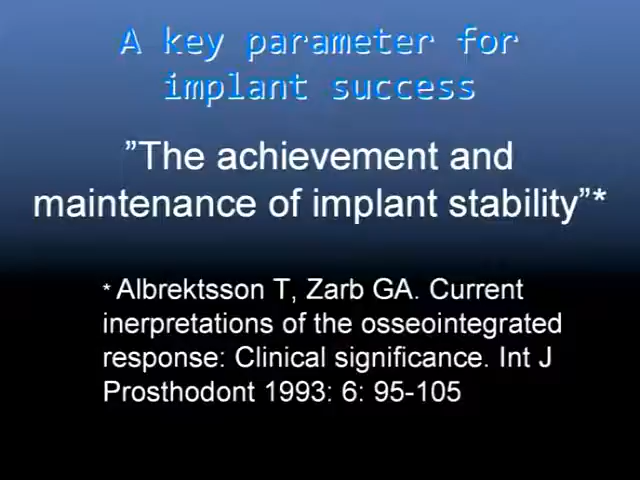 A key parameter for
implant success
”The achievement and
maintenance of implant stability”*
* Albrektsson T, Zarb GA. Current
inerpretations of the osseointegrated
response: Clinical significance. Int J
Prosthodont 1993: 6: 95-105